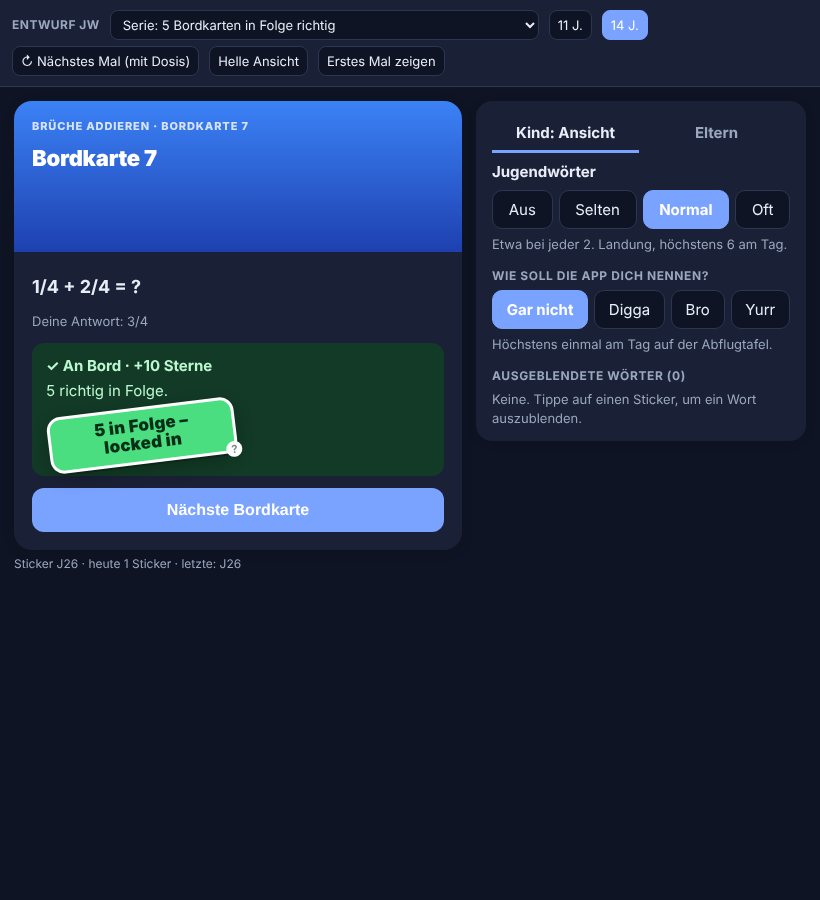 ENTWURF JW
Serie: 5 Bordkarten in Folge richtig
11 J.
14 J.
↻ Nächstes Mal (mit Dosis)
Helle Ansicht
Erstes Mal zeigen
BRÜCHE ADDIEREN · BORDKARTE 7
Bordkarte 7
1/4 + 2/4 = ?
Deine Antwort: 3/4
✓ An Bord · +10 Sterne
5 richtig in Folge.
5 in Folge –
locked in
?
Nächste Bordkarte
Sticker J26 · heute 1 Sticker · letzte: J26
Kind: Ansicht
Eltern
Jugendwörter
Aus
Selten
Normal
Oft
Etwa bei jeder 2. Landung, höchstens 6 am Tag.
WIE SOLL DIE APP DICH NENNEN?
Gar nicht
Digga
Bro
Yurr
Höchstens einmal am Tag auf der Abflugtafel.
AUSGEBLENDETE WÖRTER (0)
Keine. Tippe auf einen Sticker, um ein Wort
auszublenden.